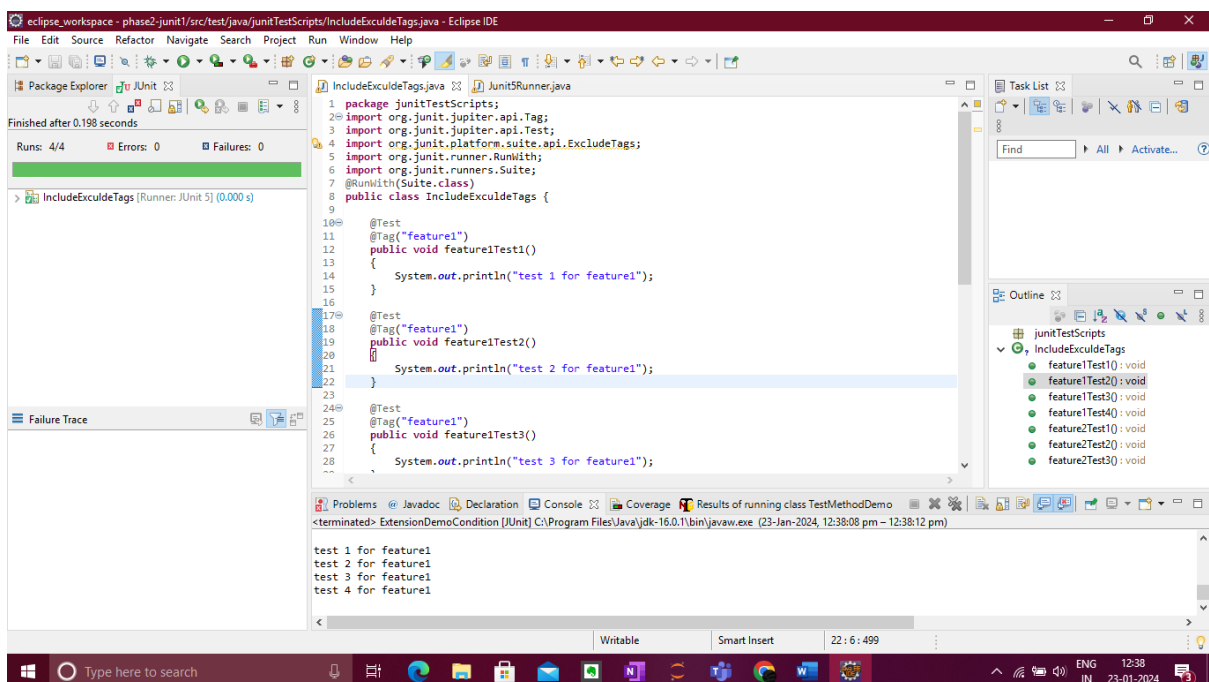 eclipse_workspace - phase2-junit1/src/test/java/junitTestScripts/IncludeExculdeTags.java - Eclipse IDE
File Edit Source Refactor Navigate Search Project Run Window Help
Package Explorer JUnit
Finished after 0.198 seconds
Runs: 4/4 Errors: 0 Failures: 0
IncludeExculdeTags [Runner: JUnit 5] (0.000 s)
Failure Trace
IncludeExculdeTags.java Junit5Runner.java
1 package junitTestScripts;
2 import org.junit.jupiter.api.Tag;
3 import org.junit.jupiter.api.Test;
4 import org.junit.platform.suite.api.ExcludeTags;
5 import org.junit.runner.RunWith;
6 import org.junit.runners.Suite;
7 @RunWith(Suite.class)
8 public class IncludeExculdeTags {
9
10 @Test
11 @Tag("feature1")
12 public void feature1Test1()
13 {
14 System.out.println("test 1 for feature1");
15 }
16
17 @Test
18 @Tag("feature1")
19 public void feature1Test2()
20 {
21 System.out.println("test 2 for feature1");
22 }
23
24 @Test
25 @Tag("feature1")
26 public void feature1Test3()
27 {
28 System.out.println("test 3 for feature1");
Task List
Find All Activate...
Outline
junitTestScripts
IncludeExculdeTags
feature1Test1() : void
feature1Test2() : void
feature1Test3() : void
feature1Test4() : void
feature2Test1() : void
feature2Test2() : void
feature2Test3() : void
Problems Javadoc Declaration Console Coverage Results of running class TestMethodDemo
<terminated> ExtensionDemoCondition [JUnit] C:\Program Files\Java\jdk-16.0.1\bin\javaw.exe (23-Jan-2024, 12:38:08 pm – 12:38:12 pm)
test 1 for feature1
test 2 for feature1
test 3 for feature1
test 4 for feature1
Writable Smart Insert 22 : 6 : 499
Type here to search
ENG
IN
12:38
23-01-2024